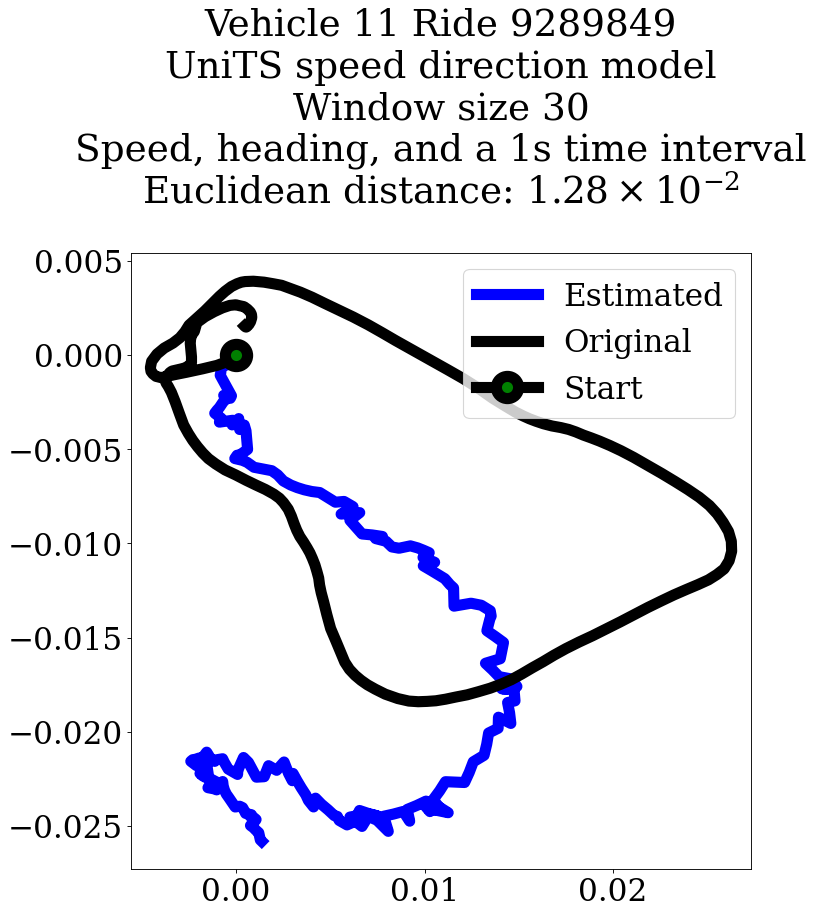 Vehicle 11 Ride 9289849
UniTS speed direction model
Window size 30
Speed, heading, and a 1s time interval
Euclidean distance: 1.28 × 10⁻²
Estimated
Original
Start
0.005
0.000
−0.005
−0.010
−0.015
−0.020
−0.025
0.00
0.01
0.02